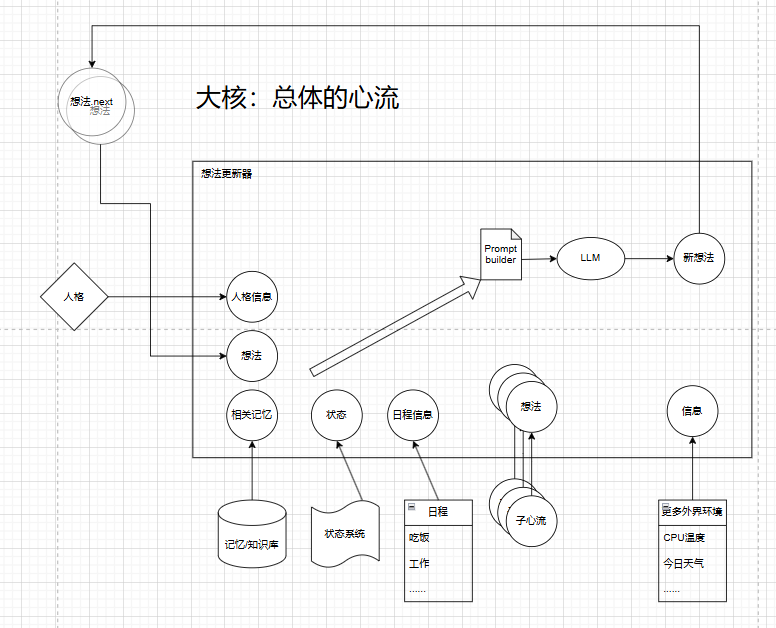 想法.next
想法
大核：总体的心流
想法更新器
Prompt
builder
LLM
新想法
人格
人格信息
想法
相关记忆
状态
日程信息
想法
信息
记忆/知识库
状态系统
日程
吃饭
工作
......
子心流
更多外界环境
CPU温度
今日天气
......